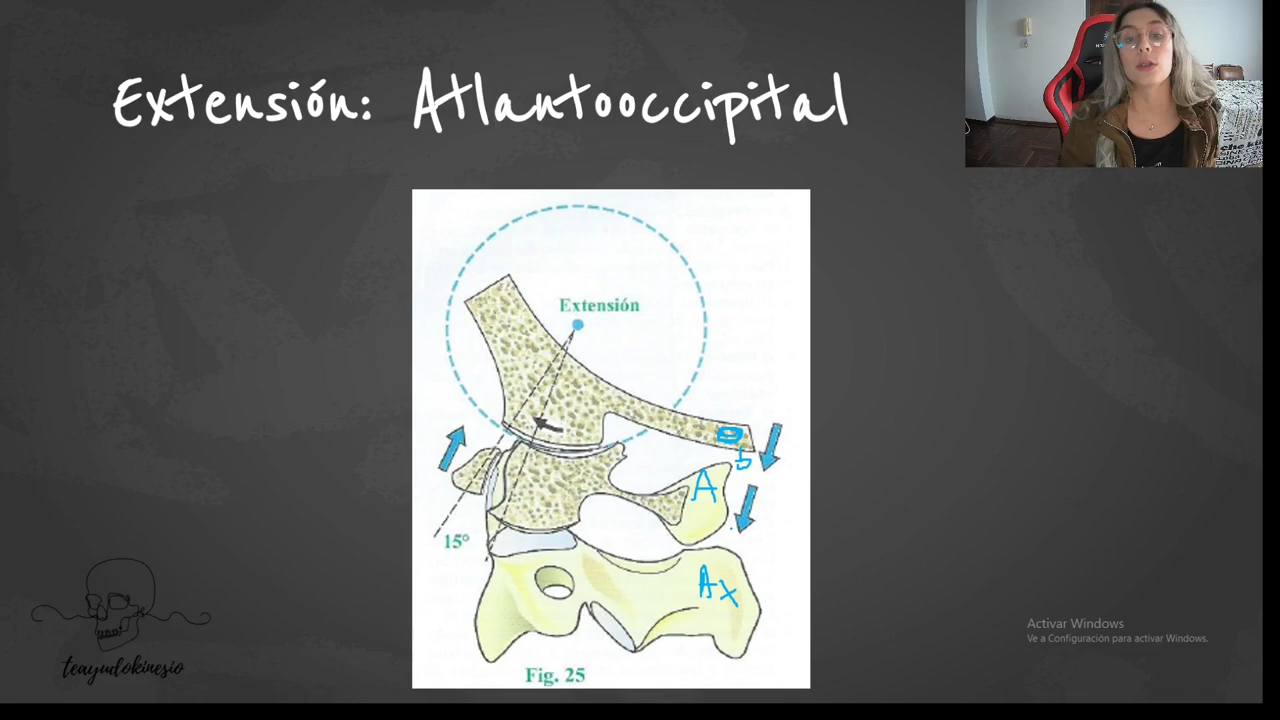 Extensión: Atlantooccipital
Extensión
b
A
15°
Ax
Fig. 25
teayudokinesio
Activar Windows
Ve a Configuración para activar Windows.